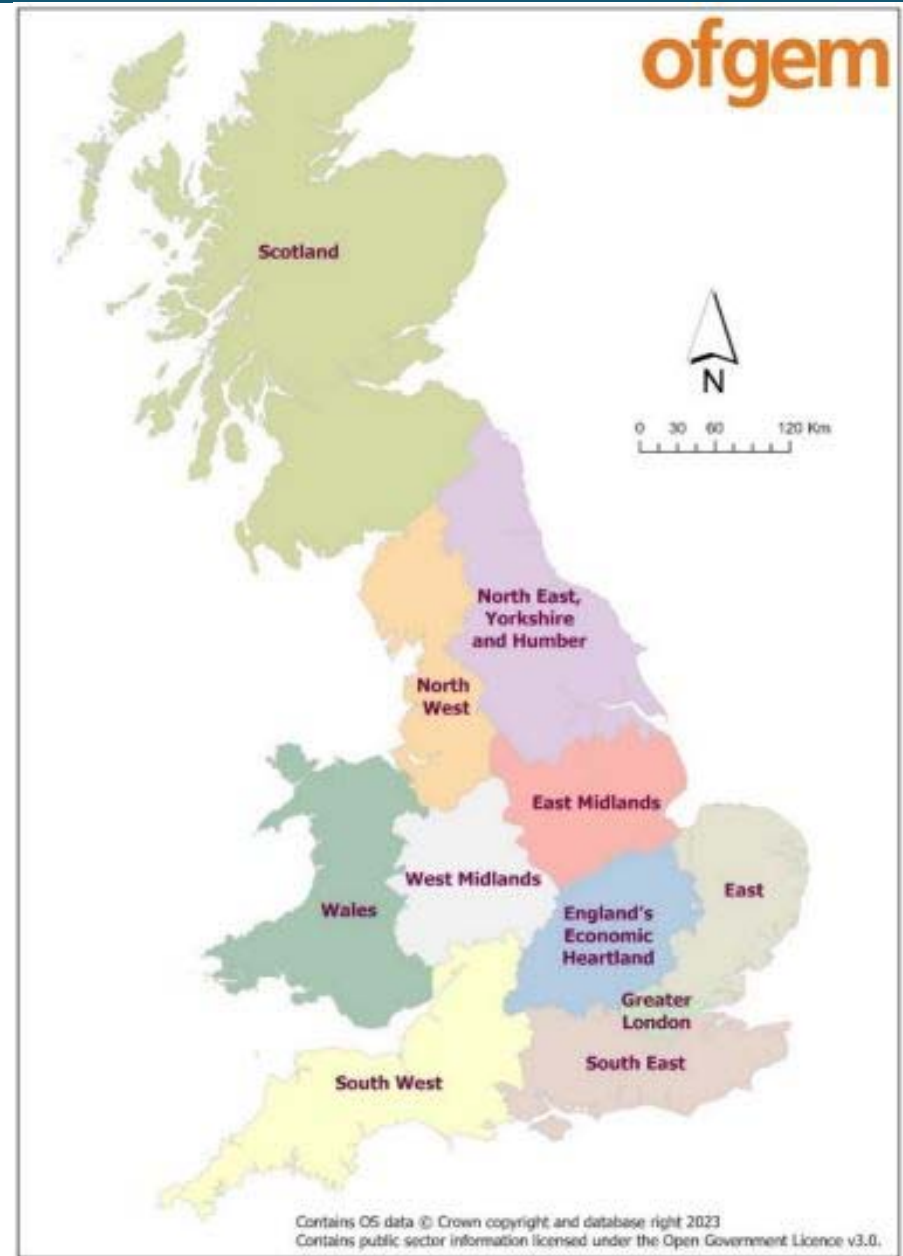 ofgem
Scotland
N
0 30 60 120 Km
North East,
Yorkshire
and Humber
North
West
East Midlands
West Midlands
Wales
England's
Economic
Heartland
East
Greater
London
South East
South West
Contains OS data © Crown copyright and database right 2023
Contains public sector information licensed under the Open Government Licence v3.0.